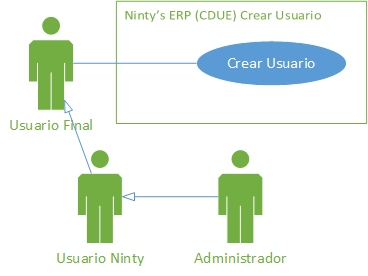 Ninty's ERP (CDUE) Crear Usuario
Crear Usuario
Usuario Final
Usuario Ninty
Administrador